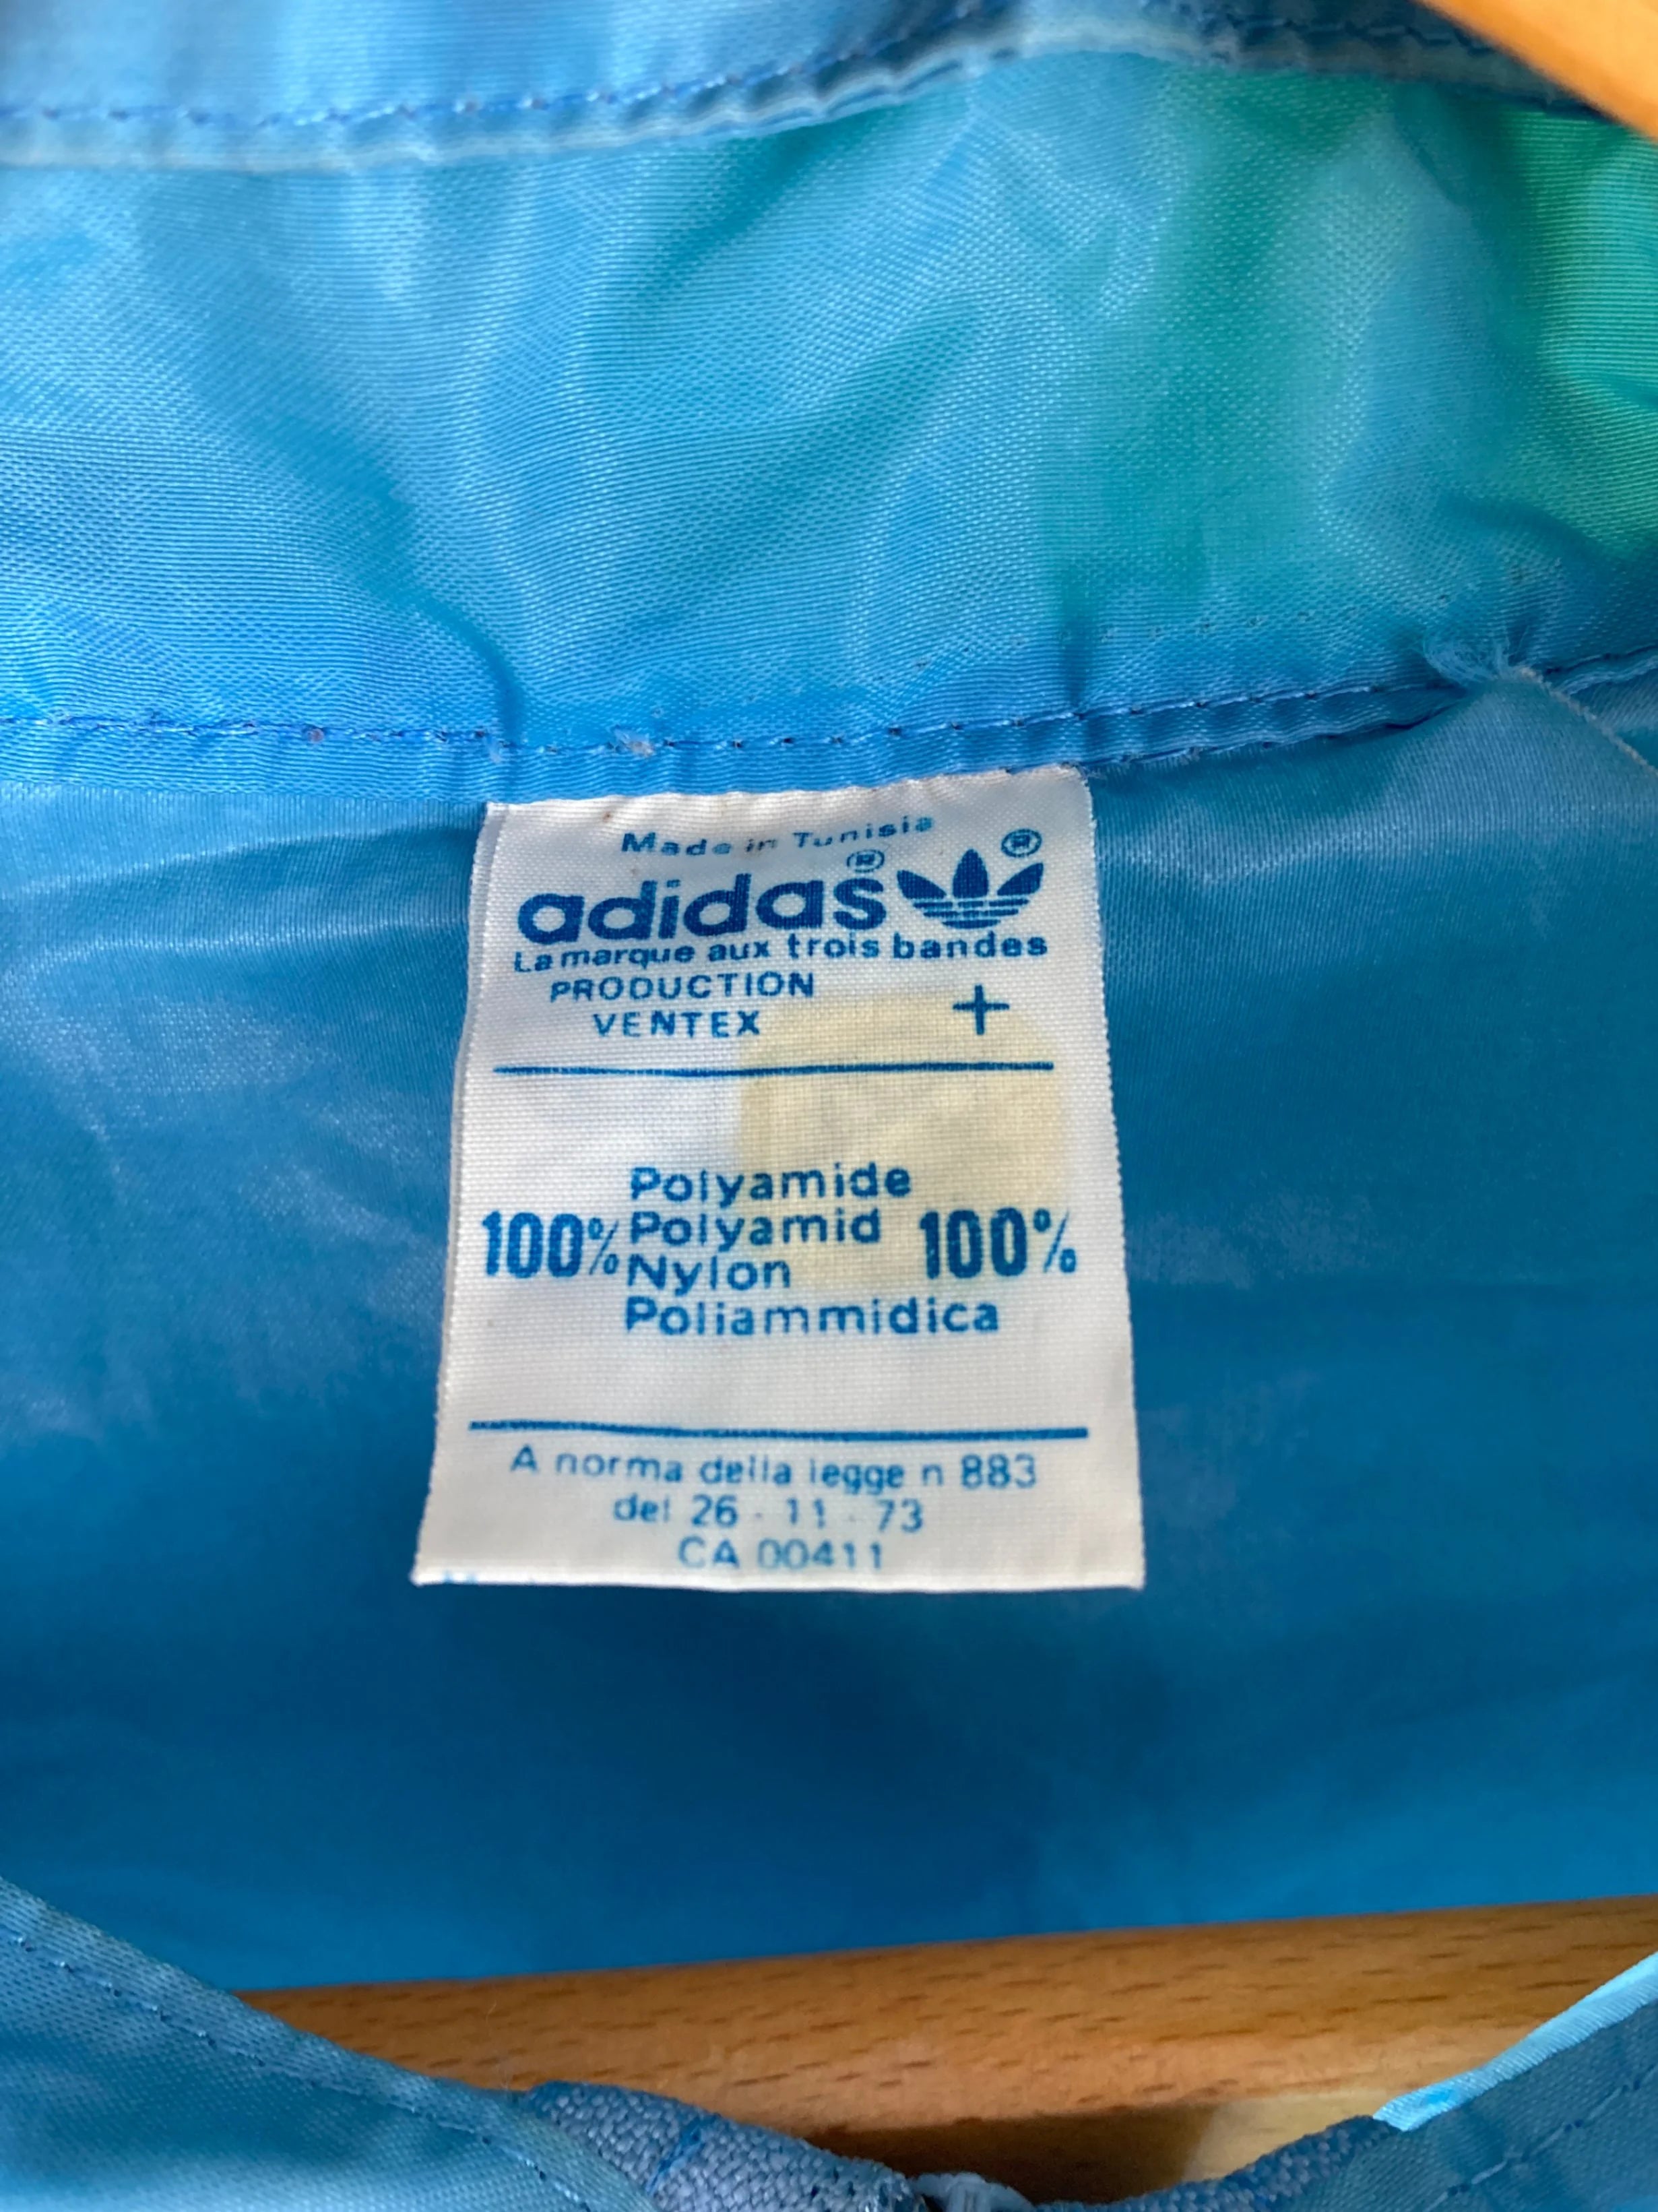 Made in Tunisia
adidas® ®
La marque aux trois bandes
PRODUCTION
VENTEX +
Polyamide
100% Polyamid 100%
Nylon
Poliammidica
A norma della legge n 883
del 26 - 11 - 73
CA 00411